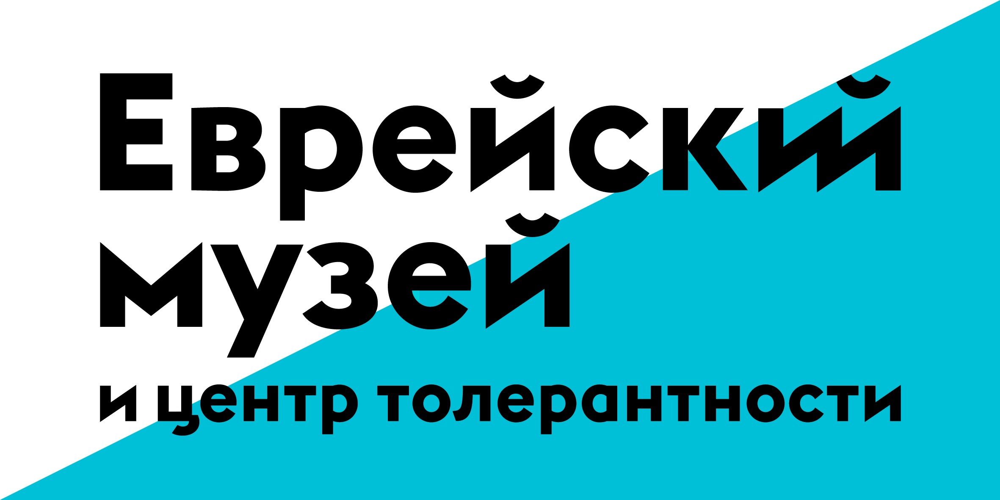 Еврейский
музей
и центр толерантности